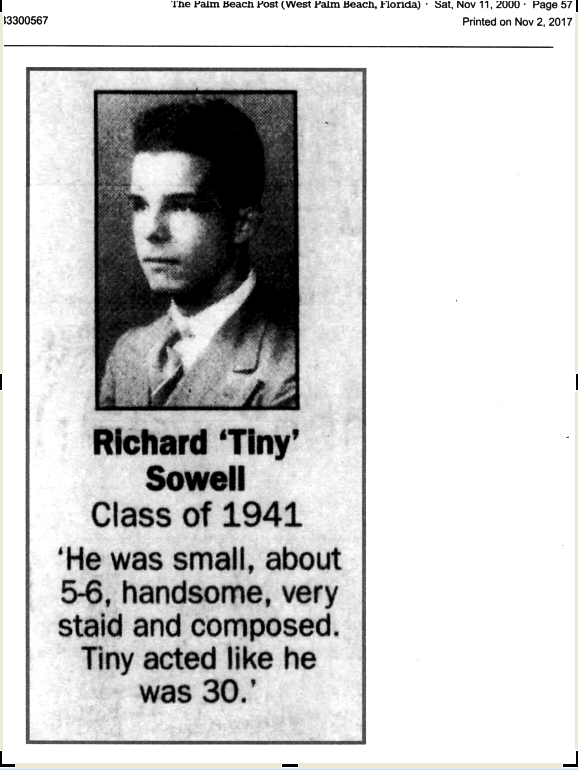 The Palm Beach Post (West Palm Beach, Florida) · Sat, Nov 11, 2000 · Page 57
33300567
Printed on Nov 2, 2017
Richard ‘Tiny’
Sowell
Class of 1941
‘He was small, about
5-6, handsome, very
staid and composed.
Tiny acted like he
was 30.’